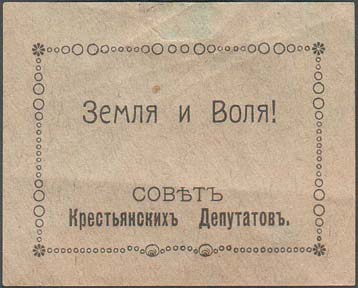 Земля и Воля!
СОВѢТЪ
Крестьянскихъ Депутатовъ.